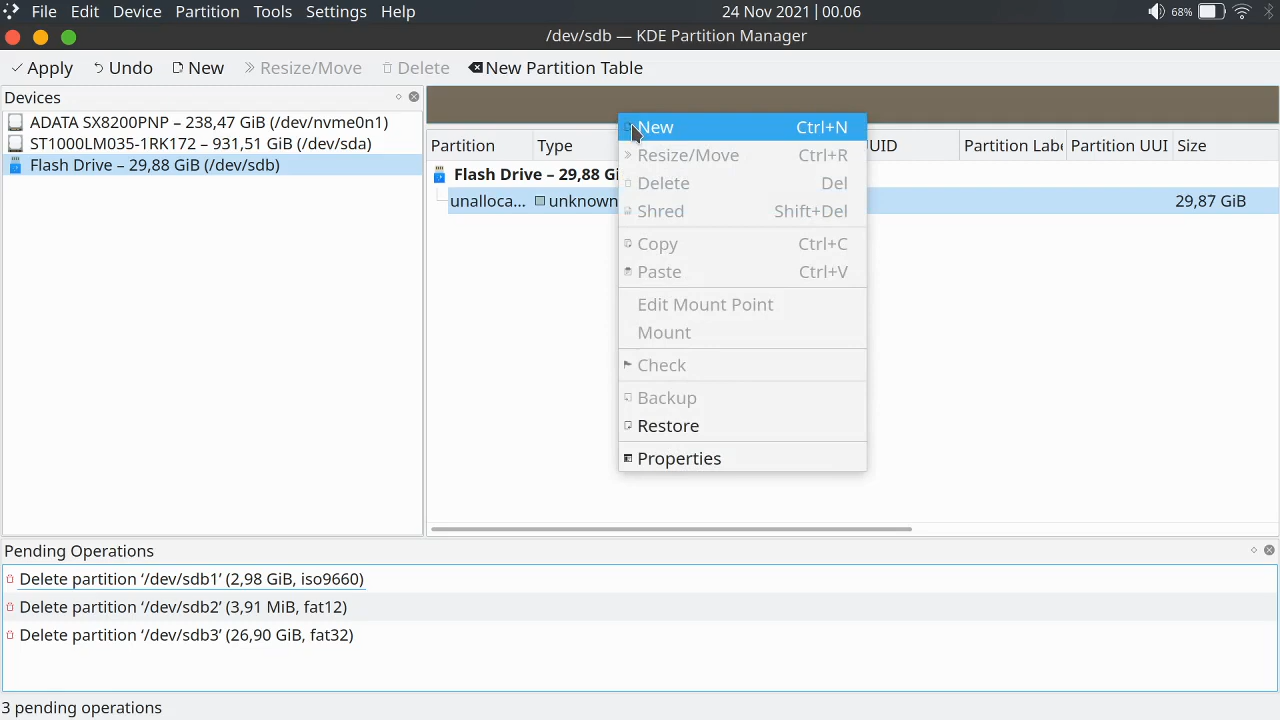 File Edit Device Partition Tools Settings Help 24 Nov 2021 | 00.06 68%
/dev/sdb — KDE Partition Manager
Apply Undo New Resize/Move Delete New Partition Table
Devices
ADATA SX8200PNP – 238,47 GiB (/dev/nvme0n1)
ST1000LM035-1RK172 – 931,51 GiB (/dev/sda)
Flash Drive – 29,88 GiB (/dev/sdb)
Partition Type UID Partition Labe Partition UUI Size
Flash Drive – 29,88 Gi
unalloca... unknown 29,87 GiB
New Ctrl+N
Resize/Move Ctrl+R
Delete Del
Shred Shift+Del
Copy Ctrl+C
Paste Ctrl+V
Edit Mount Point
Mount
Check
Backup
Restore
Properties
Pending Operations
Delete partition ‘/dev/sdb1’ (2,98 GiB, iso9660)
Delete partition ‘/dev/sdb2’ (3,91 MiB, fat12)
Delete partition ‘/dev/sdb3’ (26,90 GiB, fat32)
3 pending operations